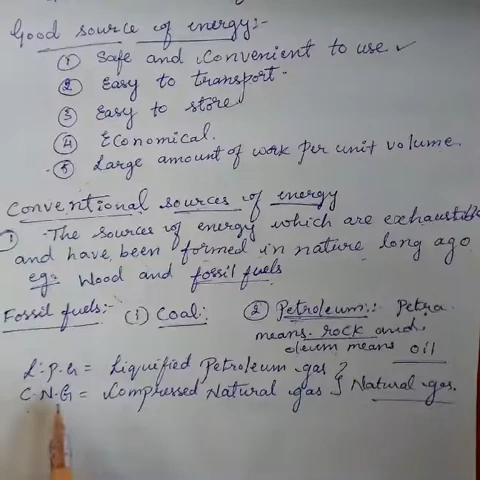 Good source of energy:-
① Safe and Convenient to use ✓
② Easy to transport.
③ Easy to store
④ Economical.
⑤ Large amount of work per unit volume.
Conventional sources of energy
① The sources of energy which are exhaustible
and have been formed in nature long ago
eg:- Wood and fossil fuels
Fossil fuels:- ① Coal: ② Petroleum:- Petra
means rock and
oleum means oil
L.P.G = Liquified Petroleum gas }
C.N.G = Compressed Natural gas } Natural gas.